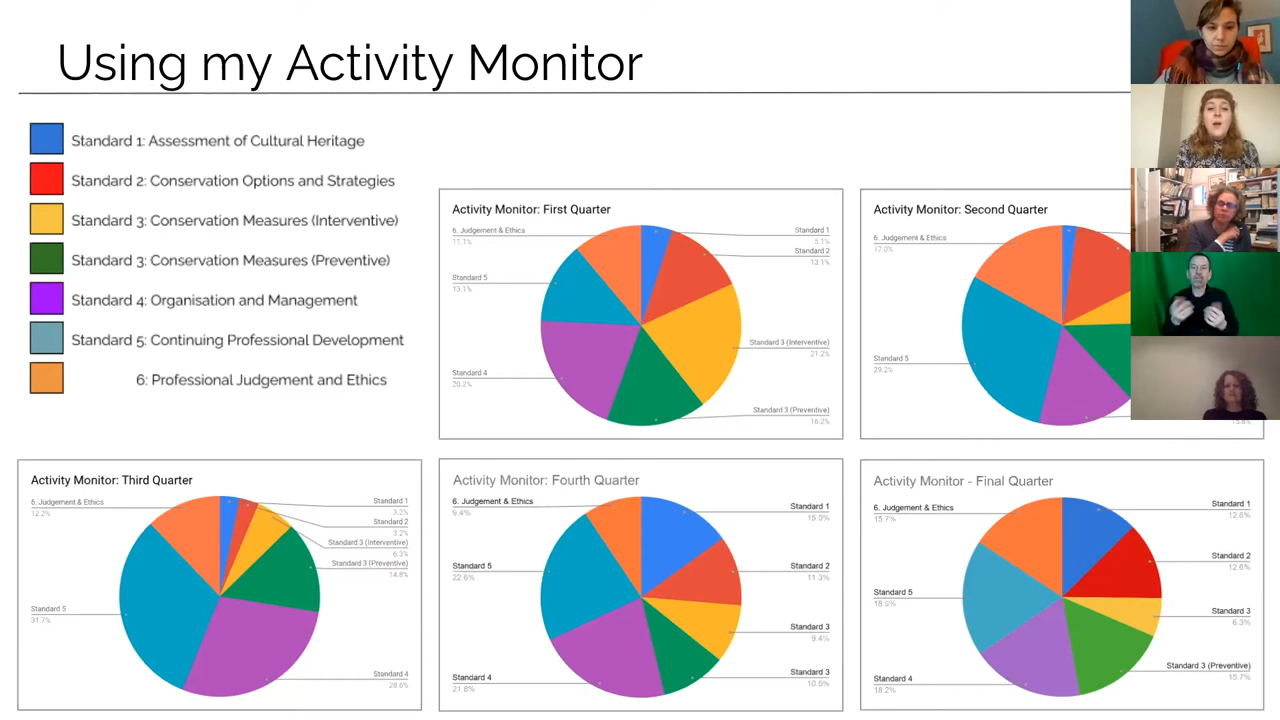 Using my Activity Monitor
Standard 1: Assessment of Cultural Heritage
Standard 2: Conservation Options and Strategies
Standard 3: Conservation Measures (Interventive)
Standard 3: Conservation Measures (Preventive)
Standard 4: Organisation and Management
Standard 5: Continuing Professional Development
6: Professional Judgement and Ethics
Activity Monitor: First Quarter
6. Judgement & Ethics
11.1%
Standard 5
13.1%
Standard 4
20.2%
Standard 1
5.1%
Standard 2
13.1%
Standard 3 (Interventive)
21.2%
Standard 3 (Preventive)
16.2%
Activity Monitor: Second Quarter
6. Judgement & Ethics
17.0%
Standard 5
29.2%
Activity Monitor: Third Quarter
6. Judgement & Ethics
12.2%
Standard 5
31.7%
Standard 1
3.2%
Standard 2
3.2%
Standard 3 (Interventive)
6.3%
Standard 3 (Preventive)
14.8%
Standard 4
28.6%
Activity Monitor: Fourth Quarter
6. Judgement & Ethics
9.4%
Standard 5
22.6%
Standard 4
21.8%
Standard 1
15.0%
Standard 2
11.3%
Standard 3
9.4%
Standard 3
10.5%
Activity Monitor - Final Quarter
6. Judgement & Ethics
15.7%
Standard 5
18.9%
Standard 4
18.2%
Standard 1
12.6%
Standard 2
12.6%
Standard 3
6.3%
Standard 3 (Preventive)
15.7%